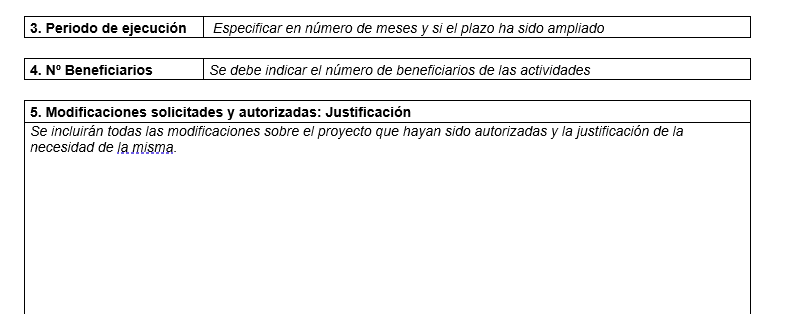 3. Periodo de ejecución Especificar en número de meses y si el plazo ha sido ampliado
4. Nº Beneficiarios Se debe indicar el número de beneficiarios de las actividades
5. Modificaciones solicitades y autorizadas: Justificación
Se incluirán todas las modificaciones sobre el proyecto que hayan sido autorizadas y la justificación de la
necesidad de la misma.